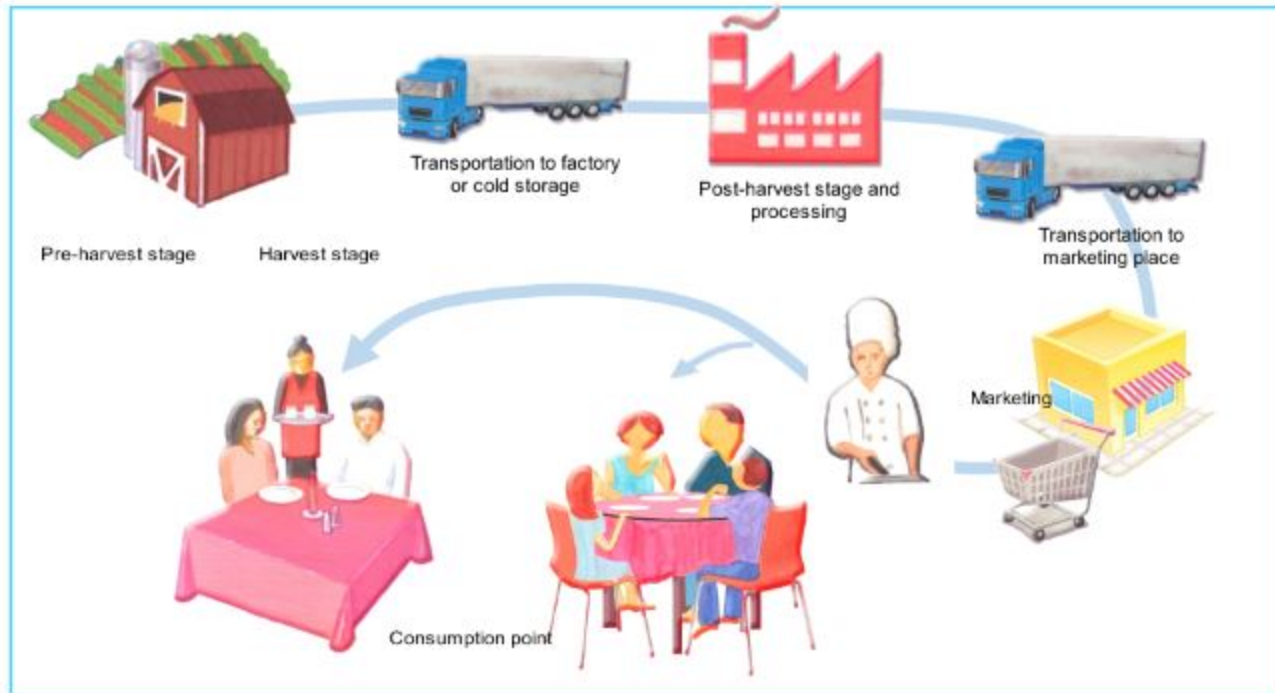 Transportation to factory
or cold storage
Post-harvest stage and
processing
Transportation to
marketing place
Pre-harvest stage
Harvest stage
Marketing
Consumption point